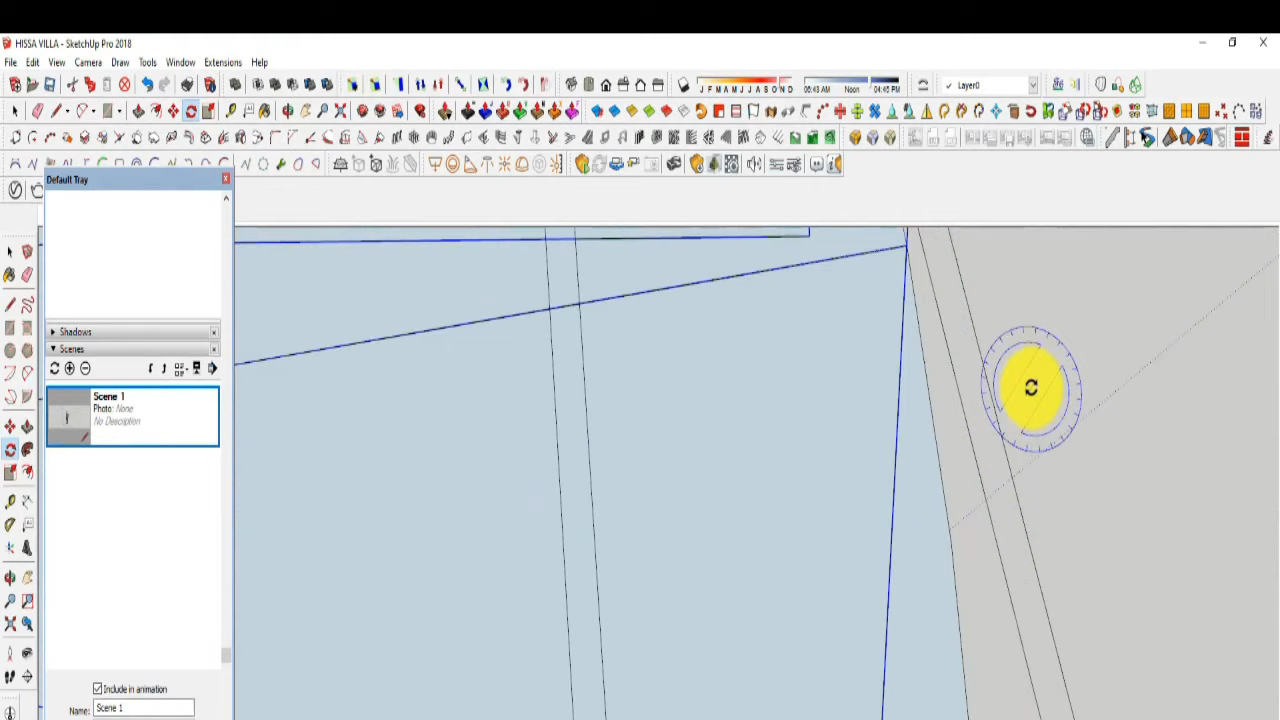 HISSA VILLA - SketchUp Pro 2018
File Edit View Camera Draw Tools Window Extensions Help
J F M A M J J A S O N D 06:43 AM Noon 04:45 PM ✓ Layer0
Default Tray
Shadows
Scenes
Scene 1
Photo: None
No Description
Include in animation
Name: Scene 1